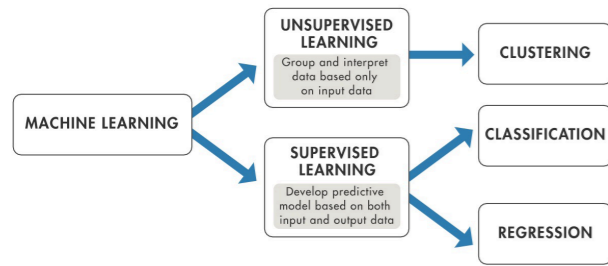 MACHINE LEARNING
UNSUPERVISED
LEARNING
Group and interpret
data based only
on input data
SUPERVISED
LEARNING
Develop predictive
model based on both
input and output data
CLUSTERING
CLASSIFICATION
REGRESSION